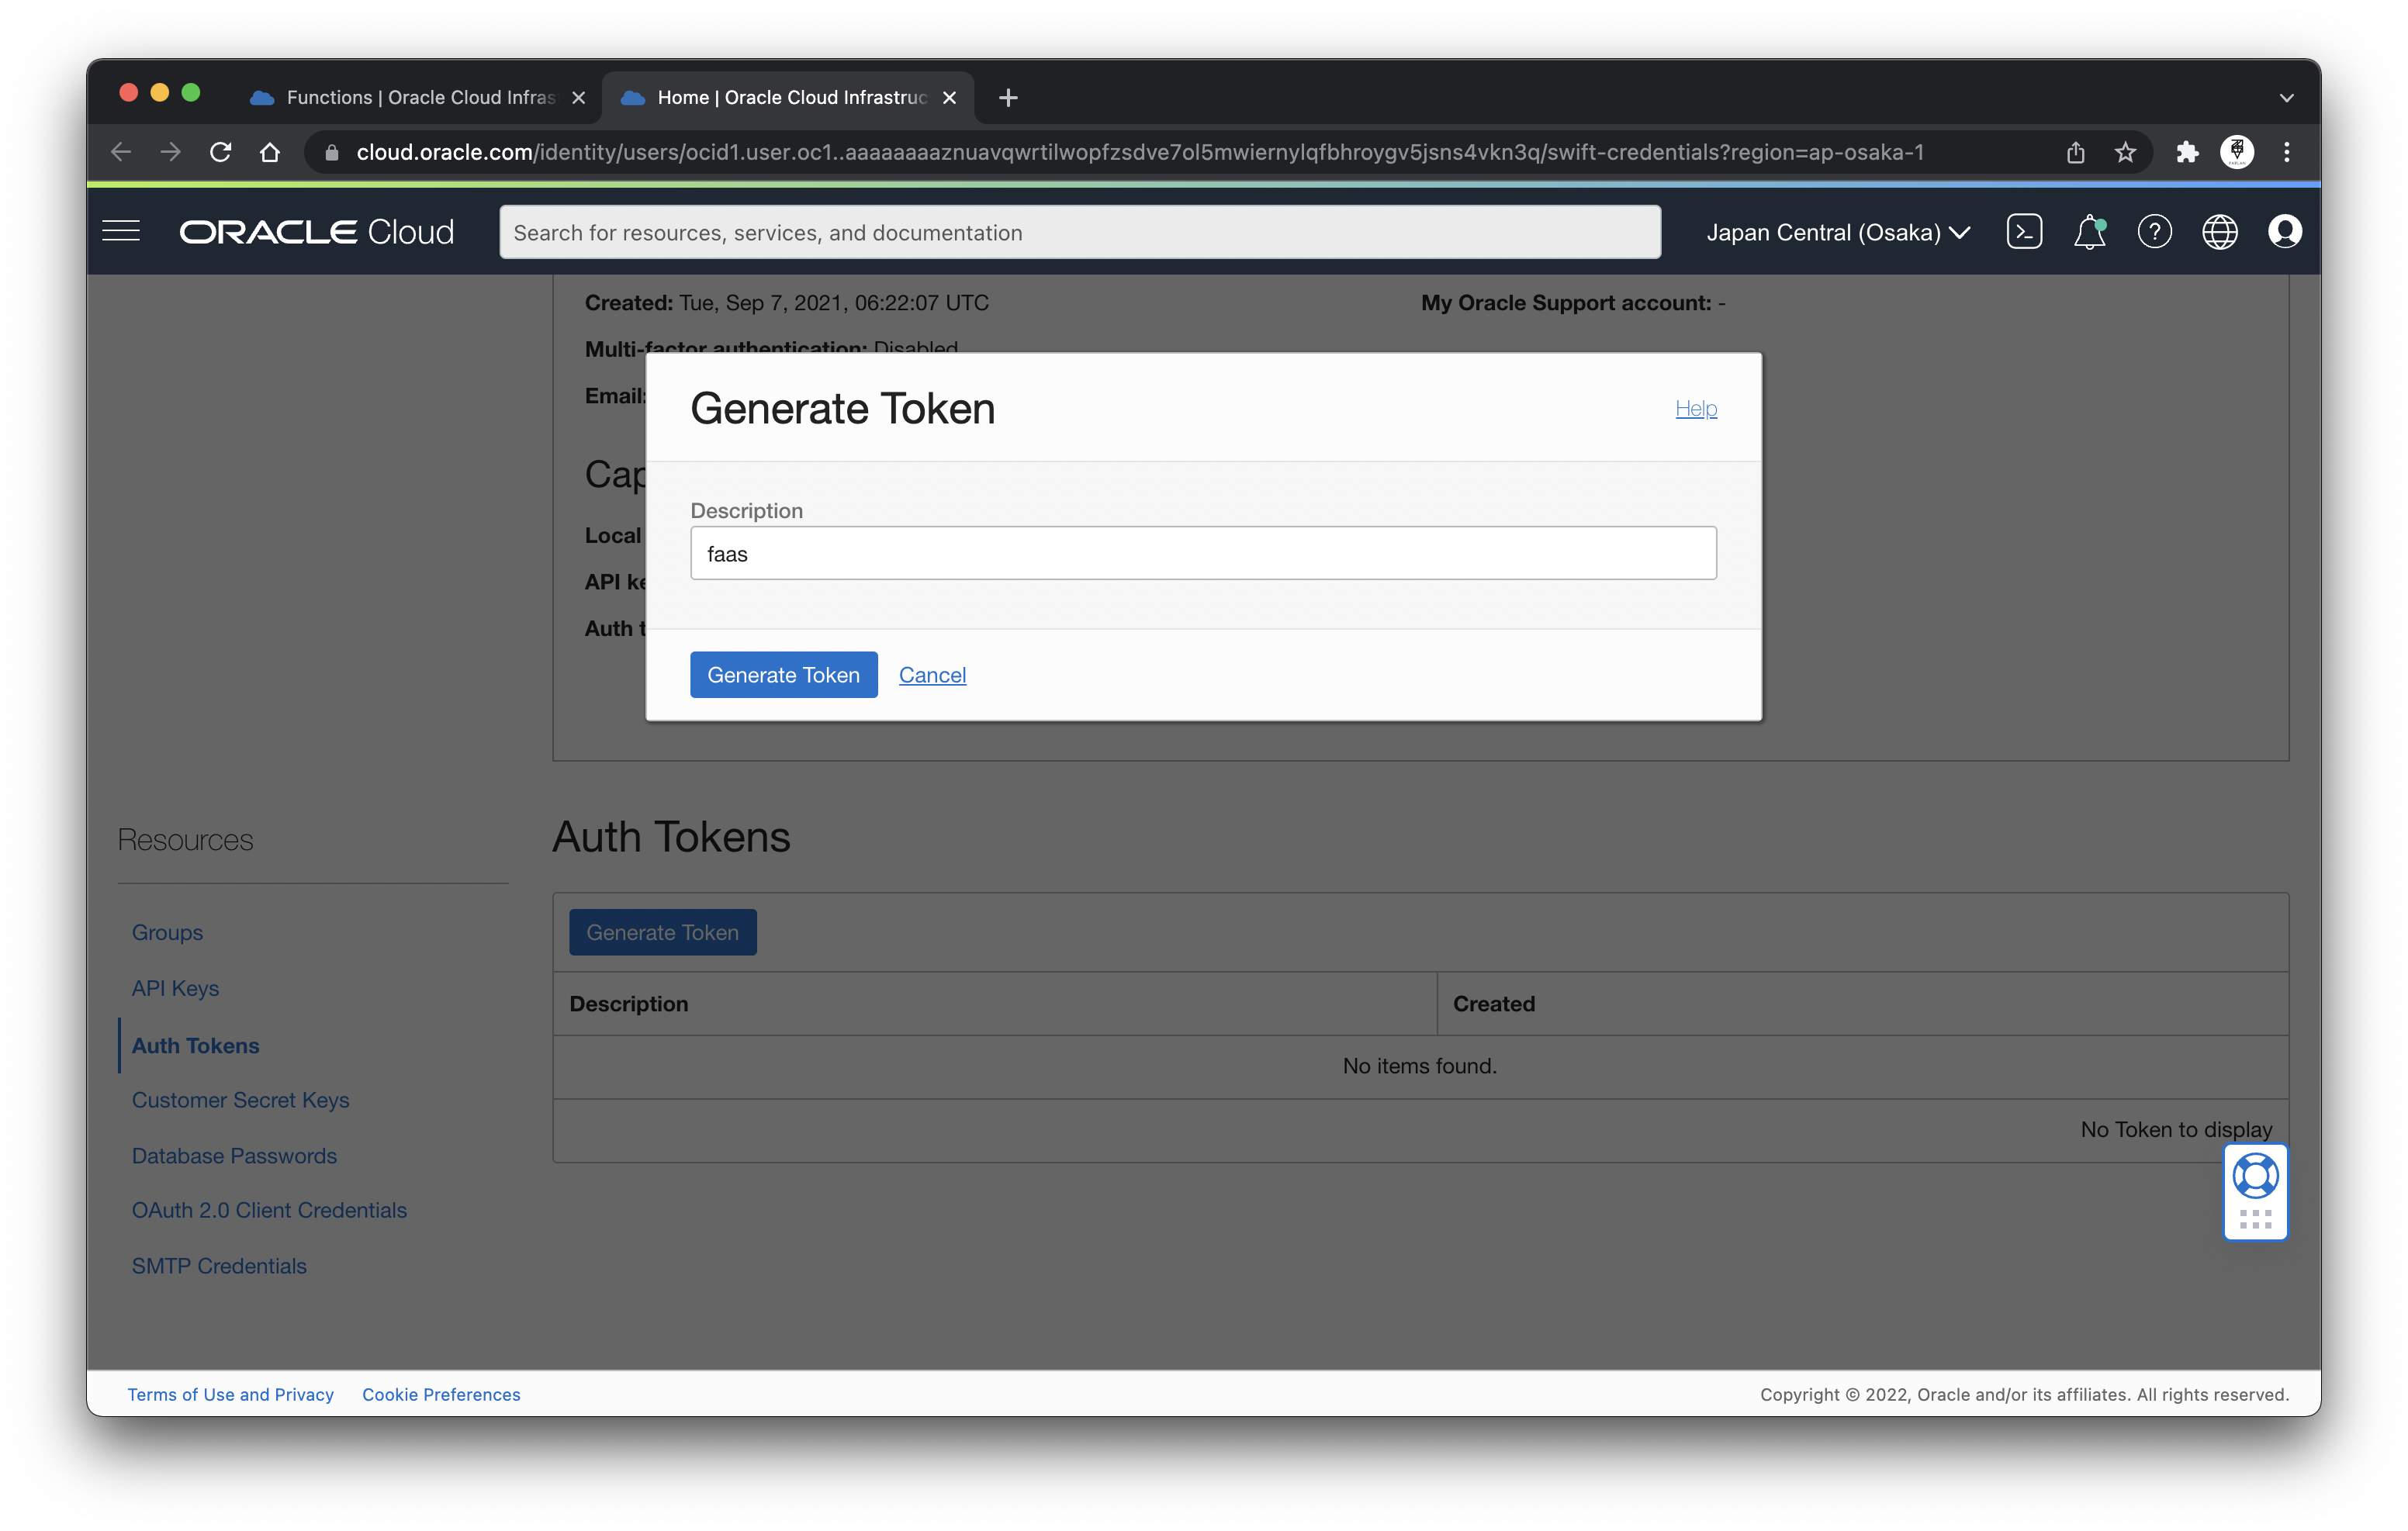 Functions | Oracle Cloud Infras
Home | Oracle Cloud Infrastruc
cloud.oracle.com/identity/users/ocid1.user.oc1..aaaaaaaaznuavqwrtilwopfzsdve7ol5mwiernylqfbhroygv5jsns4vkn3q/swift-credentials?region=ap-osaka-1
ORACLE Cloud
Search for resources, services, and documentation
Japan Central (Osaka)
Created: Tue, Sep 7, 2021, 06:22:07 UTC
My Oracle Support account: -
Multi-factor authentication: Disabled
Email:
Generate Token
Help
Cap
Description
Local
faas
API ke
Auth t
Generate Token
Cancel
Resources
Groups
API Keys
Auth Tokens
Customer Secret Keys
Database Passwords
OAuth 2.0 Client Credentials
SMTP Credentials
Auth Tokens
Generate Token
Description
Created
No items found.
No Token to display
Terms of Use and Privacy
Cookie Preferences
Copyright © 2022, Oracle and/or its affiliates. All rights reserved.